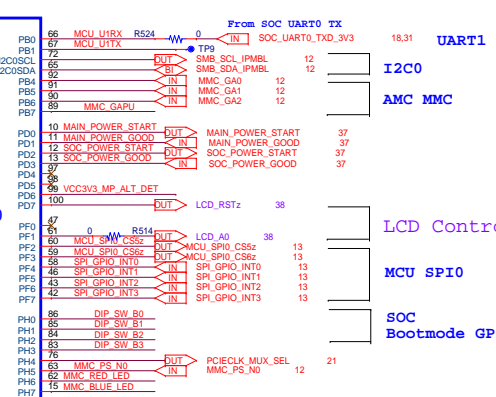 From SOC UART0 TX
PB0 66 MCU_U1RX R524 0 IN SOC_UART0_TXD_3V3 18,31 UART1
PB1 67 MCU_U1TX TP9
I2C0SCL 72 OUT SMB_SCL_IPMBL 12
I2C0SDA 65 BI SMB_SDA_IPMBL 12 I2C0
PB4 92 IN MMC_GA0 12
PB5 91 IN MMC_GA1 12 AMC MMC
PB6 90 IN MMC_GA2 12
PB7 89 MMC_GAPU
PD0 10 MAIN_POWER_START OUT MAIN_POWER_START 37
PD1 11 MAIN_POWER_GOOD IN MAIN_POWER_GOOD 37
PD2 12 SOC_POWER_START OUT SOC_POWER_START 37
PD3 13 SOC_POWER_GOOD IN SOC_POWER_GOOD 37
PD4 97
PD5 98
PD6 99 VCC3V3_MP_ALT_DET
PD7 100 OUT LCD_RSTz 38
PF0 47 LCD Contro
PF1 61 0 R514 OUT LCD_A0 38
PF2 60 MCU_SPI0_CS5z OUT MCU_SPI0_CS5z 13
PF3 59 MCU_SPI0_CS6z OUT MCU_SPI0_CS6z 13
PF4 58 SPI_GPIO_INT0 IN SPI_GPIO_INT0 13 MCU SPI0
PF5 46 SPI_GPIO_INT1 IN SPI_GPIO_INT1 13
PF6 43 SPI_GPIO_INT2 IN SPI_GPIO_INT2 13
PF7 42 SPI_GPIO_INT3 IN SPI_GPIO_INT3 13
PH0 86 DIP_SW_B0 SOC
PH1 85 DIP_SW_B1 Bootmode GP
PH2 84 DIP_SW_B2
PH3 83 DIP_SW_B3
PH4 76 OUT PCIECLK_MUX_SEL 21
PH5 63 MMC_PS_N0 IN MMC_PS_N0 12
PH6 62 MMC_RED_LED
PH7 15 MMC_BLUE_LED